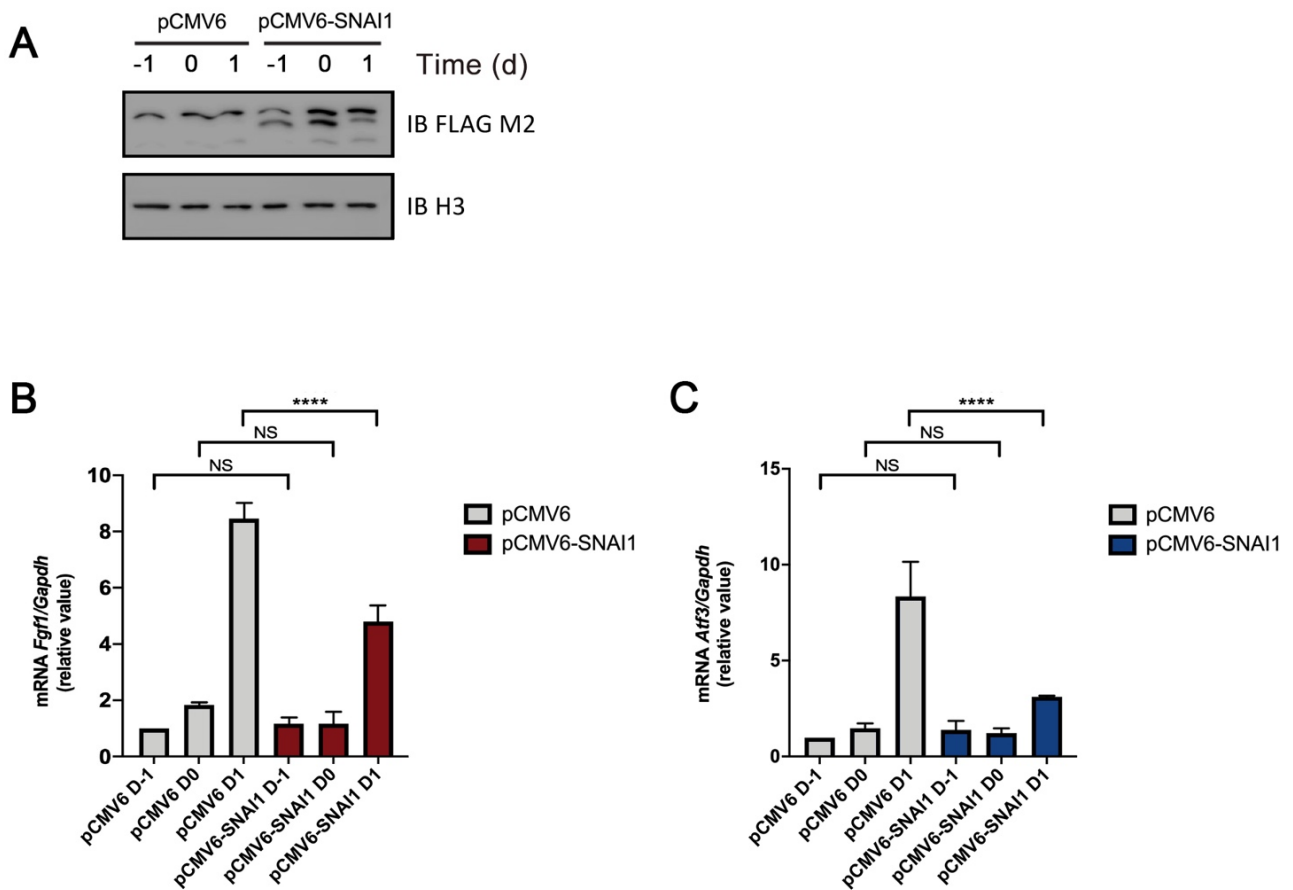 A
pCMV6 pCMV6-SNAI1
-1 0 1 -1 0 1 Time (d)
IB FLAG M2
IB H3
B
****
NS
NS
mRNA Fgf1/Gapdh
(relative value)
10
8
6
4
2
0
pCMV6 D-1
pCMV6 D0
pCMV6 D1
pCMV6-SNAI1 D-1
pCMV6-SNAI1 D0
pCMV6-SNAI1 D1
pCMV6
pCMV6-SNAI1
C
****
NS
NS
mRNA Atf3/Gapdh
(relative value)
15
10
5
0
pCMV6 D-1
pCMV6 D0
pCMV6 D1
pCMV6-SNAI1 D-1
pCMV6-SNAI1 D0
pCMV6-SNAI1 D1
pCMV6
pCMV6-SNAI1